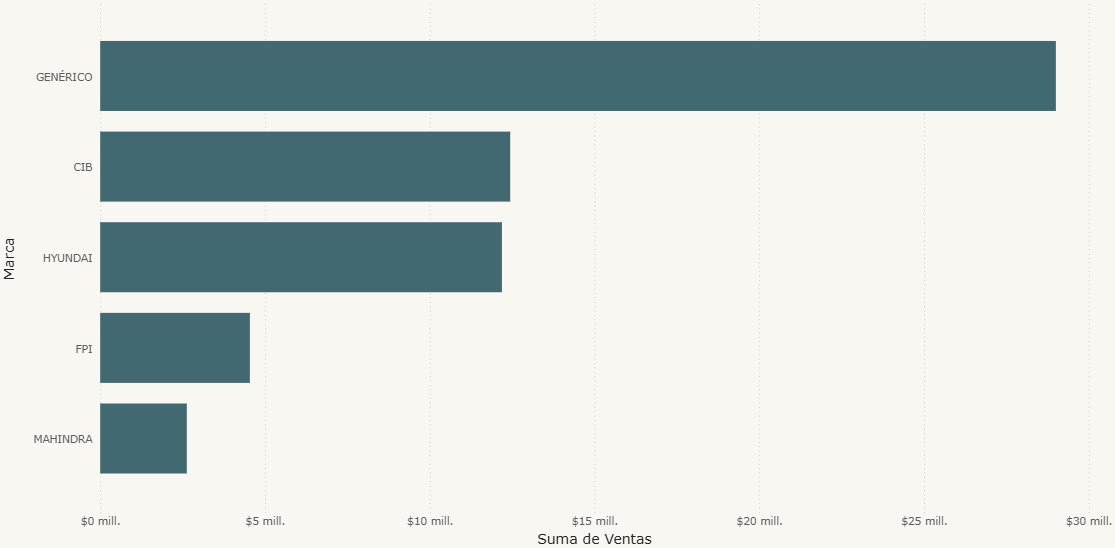 Marca
GENÉRICO
CIB
HYUNDAI
FPI
MAHINDRA
$0 mill. $5 mill. $10 mill. $15 mill. $20 mill. $25 mill. $30 mill.
Suma de Ventas